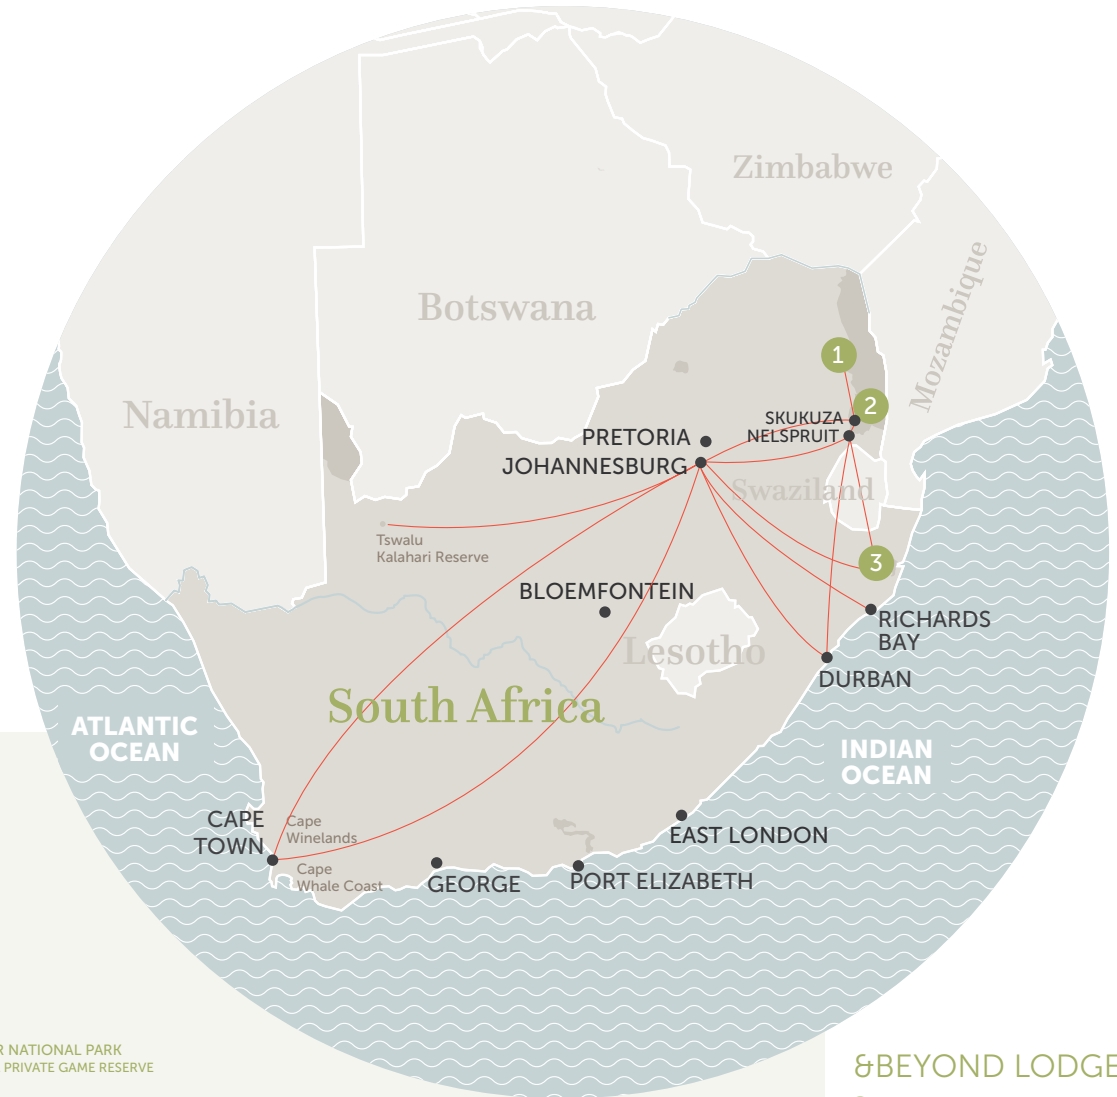 Zimbabwe
Botswana
Mozambique
Namibia
1
2
SKUKUZA
NELSPRUIT
PRETORIA
JOHANNESBURG
Swaziland
Tswalu
Kalahari Reserve
3
BLOEMFONTEIN
RICHARDS
BAY
Lesotho
DURBAN
South Africa
ATLANTIC
OCEAN
INDIAN
OCEAN
CAPE
TOWN
Cape
Winelands
EAST LONDON
Cape
Whale Coast
GEORGE
PORT ELIZABETH
R NATIONAL PARK
PRIVATE GAME RESERVE
&BEYOND LODGE